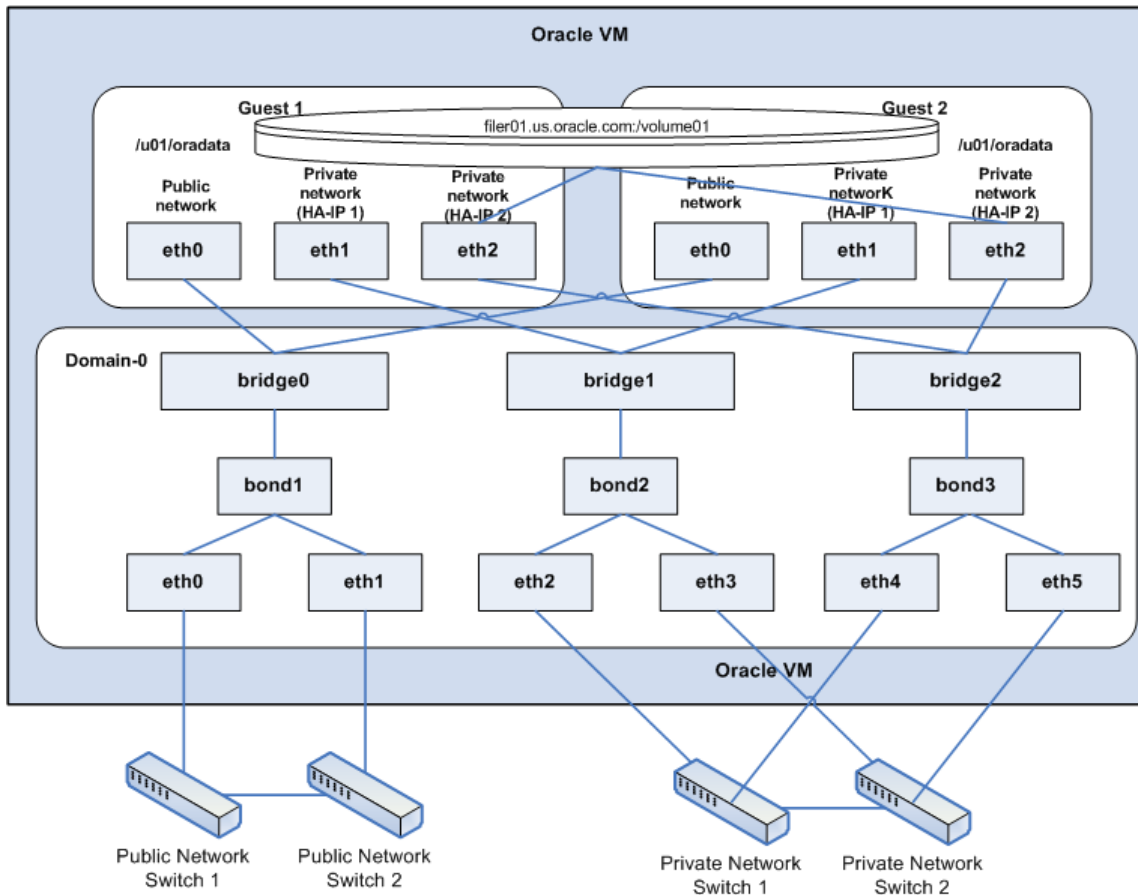 Oracle VM
Guest 1
Guest 2
filer01.us.oracle.com:/volume01
/u01/oradata
/u01/oradata
Public
network
Private
network
(HA-IP 1)
Private
network
(HA-IP 2)
Public
network
Private
networK
(HA-IP 1)
Private
network
(HA-IP 2)
eth0
eth1
eth2
eth0
eth1
eth2
Domain-0
bridge0
bridge1
bridge2
bond1
bond2
bond3
eth0
eth1
eth2
eth3
eth4
eth5
Oracle VM
Public Network
Switch 1
Public Network
Switch 2
Private Network
Switch 1
Private Network
Switch 2